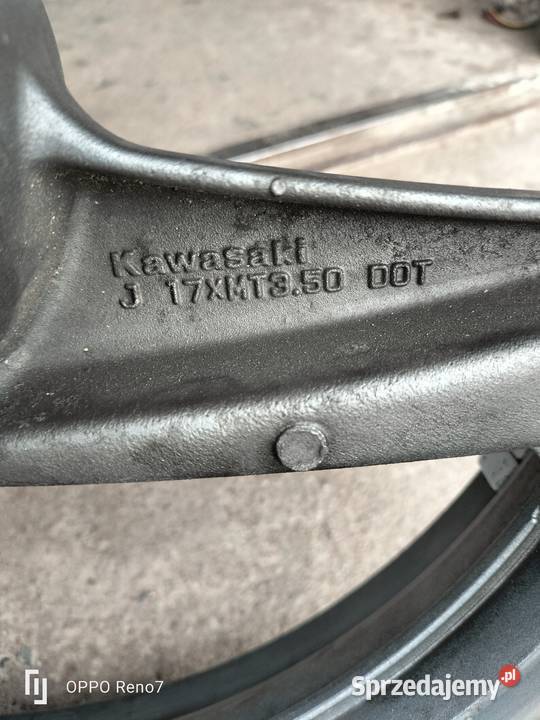 Kawasaki
J 17XMT3.50 DOT
OPPO Reno7
Sprzedajemy.pl